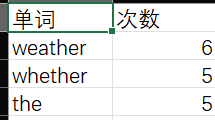 单词 次数
weather 6
whether 5
the 5